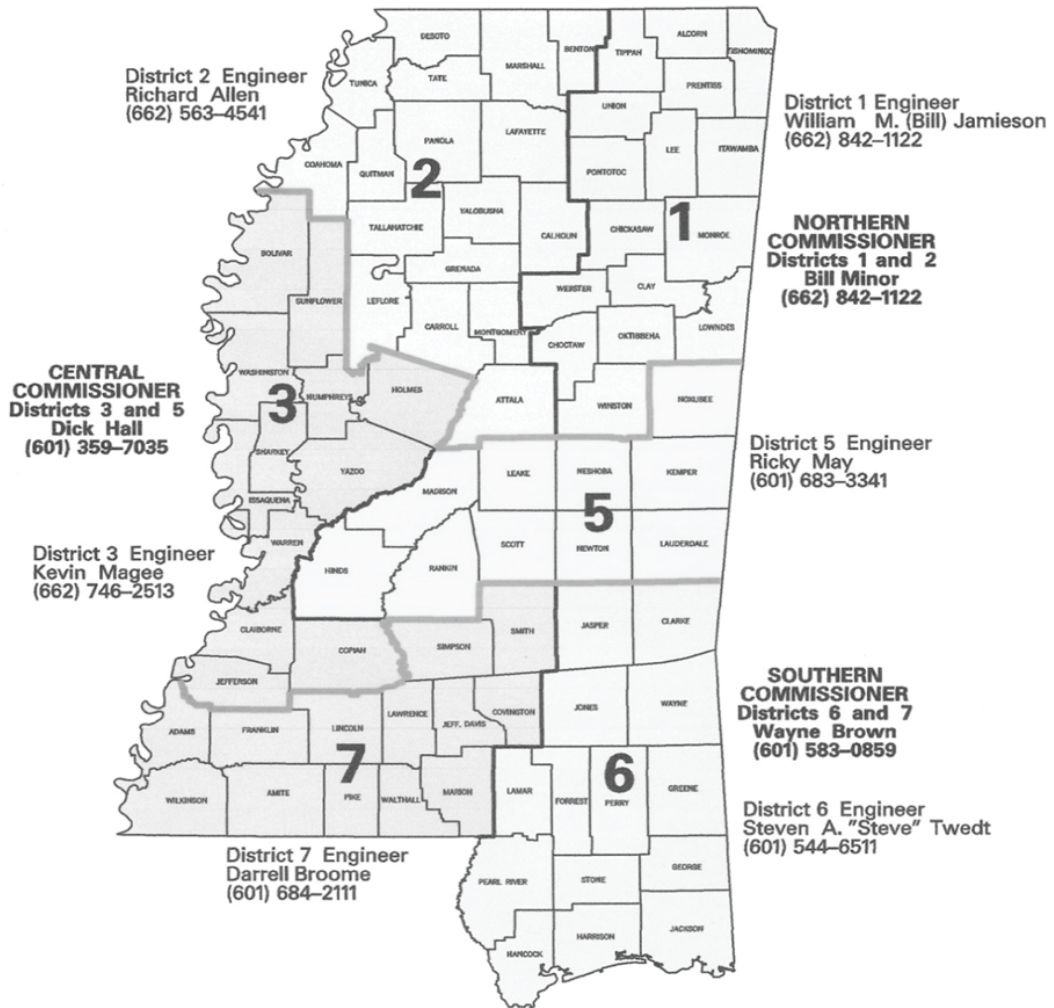 DESOTO
BENTON
TIPPAH
ALCORN
TISHOMINGO
MARSHALL
TUNICA
TATE
PRENTISS
District 2 Engineer
Richard Allen
(662) 563–4541
UNION
District 1 Engineer
William M. (Bill) Jamieson
(662) 842–1122
PANOLA
LAFAYETTE
LEE
ITAWAMBA
COAHOMA
QUITMAN
PONTOTOC
2
YALOBUSHA
TALLAHATCHIE
CALHOUN
CHICKASAW
1
MONROE
NORTHERN
COMMISSIONER
Districts 1 and 2
Bill Minor
(662) 842–1122
BOLIVAR
GRENADA
SUNFLOWER
LEFLORE
WEBSTER
CLAY
CARROLL
MONTGOMERY
CHOCTAW
OKTIBBEHA
LOWNDES
CENTRAL
COMMISSIONER
Districts 3 and 5
Dick Hall
(601) 359–7035
WASHINGTON
HUMPHREYS
HOLMES
3
ATTALA
WINSTON
NOXUBEE
SHARKEY
YAZOO
LEAKE
NESHOBA
KEMPER
District 5 Engineer
Ricky May
(601) 683–3341
ISSAQUENA
MADISON
5
WARREN
SCOTT
NEWTON
LAUDERDALE
District 3 Engineer
Kevin Magee
(662) 746–2513
HINDS
RANKIN
CLAIBORNE
COPIAH
SIMPSON
SMITH
JASPER
CLARKE
JEFFERSON
SOUTHERN
COMMISSIONER
Districts 6 and 7
Wayne Brown
(601) 583–0859
ADAMS
FRANKLIN
LINCOLN
LAWRENCE
JEFF. DAVIS
COVINGTON
JONES
WAYNE
7
6
WILKINSON
AMITE
PIKE
WALTHALL
MARION
LAMAR
FORREST
PERRY
GREENE
District 6 Engineer
Steven A. "Steve" Twedt
(601) 544–6511
District 7 Engineer
Darrell Broome
(601) 684–2111
PEARL RIVER
STONE
GEORGE
HANCOCK
HARRISON
JACKSON